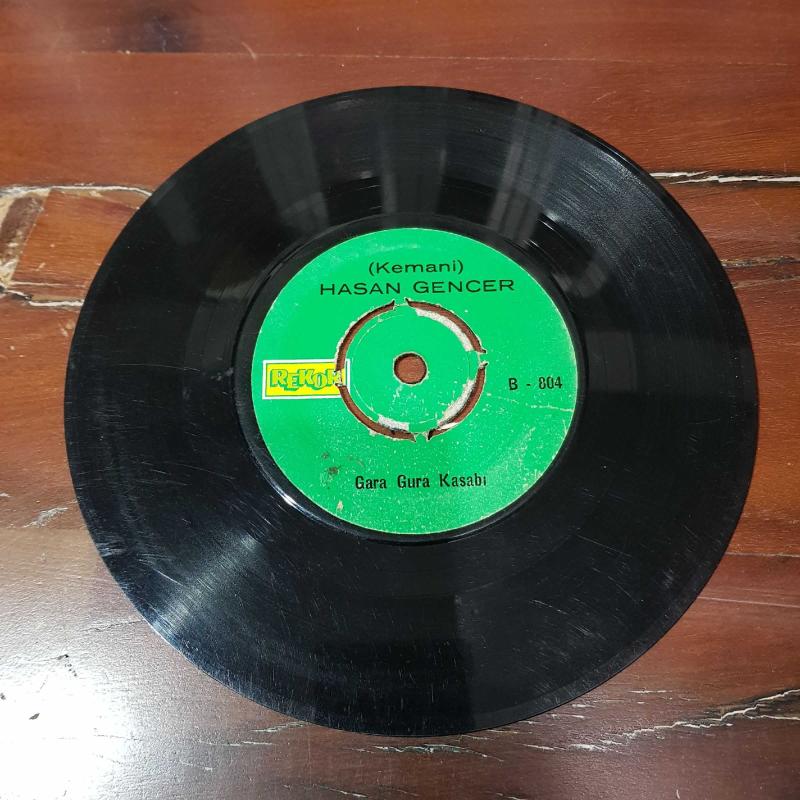 (Kemani)
HASAN GENCER
REKOR
B - 804
Gara Gura Kasabı